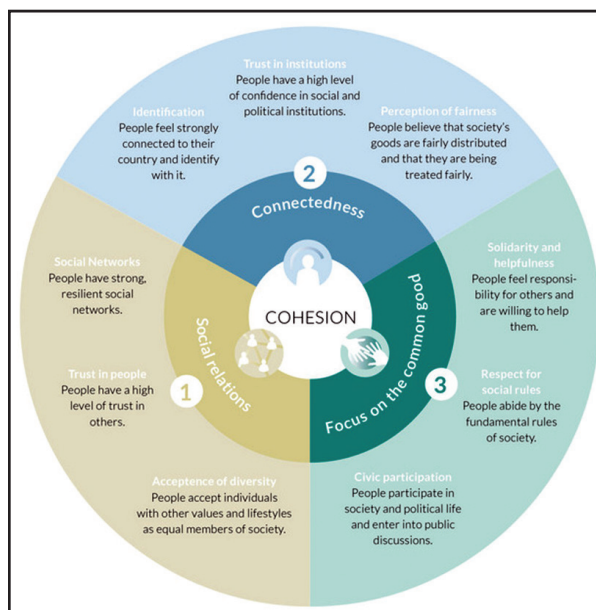 Trust in institutions
People have a high level
of confidence in social and
political institutions.
Identification
People feel strongly
connected to their
country and identify
with it.
Perception of fairness
People believe that society's
goods are fairly distributed
and that they are being
treated fairly.
2
Connectedness
Social Networks
People have strong,
resilient social
networks.
Trust in people
People have a high
level of trust in
others.
Acceptence of diversity
People accept individuals
with other values and lifestyles
as equal members of society.
1
Social relations
COHESION
Solidarity and
helpfulness
People feel responsi-
bility for others and
are willing to help
them.
Respect for
social rules
People abide by the
fundamental rules
of society.
Civic participation
People participate in
society and political life
and enter into public
discussions.
3
Focus on the common good